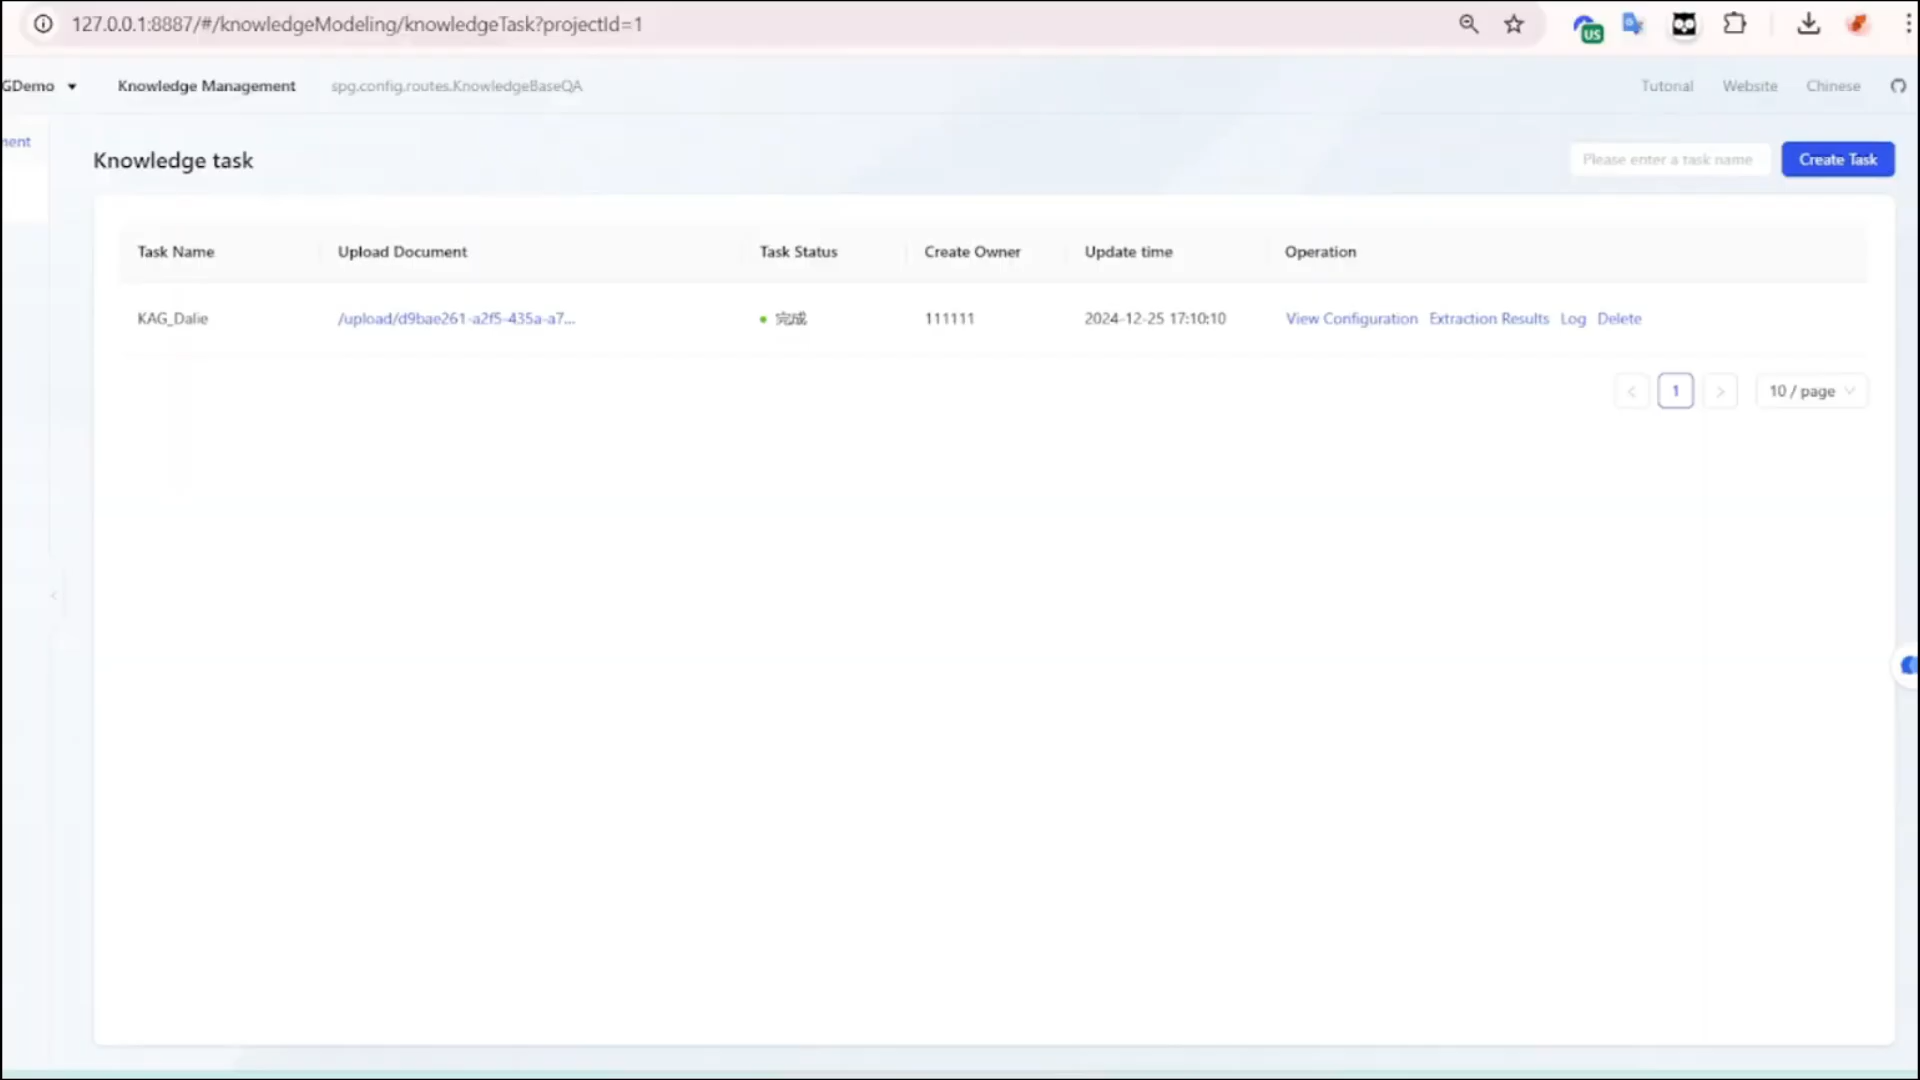 127.0.0.1:8887/#/knowledgeModeling/knowledgeTask?projectId=1
US
GDemo Knowledge Management spg.config.routes.KnowledgeBaseQA Tutorial Website Chinese
nent
Knowledge task Please enter a task name Create Task
Task Name Upload Document Task Status Create Owner Update time Operation
KAG_Dalie /upload/d9bae261-a2f5-435a-a7... 完成 111111 2024-12-25 17:10:10 View Configuration Extraction Results Log Delete
< 1 > 10 / page